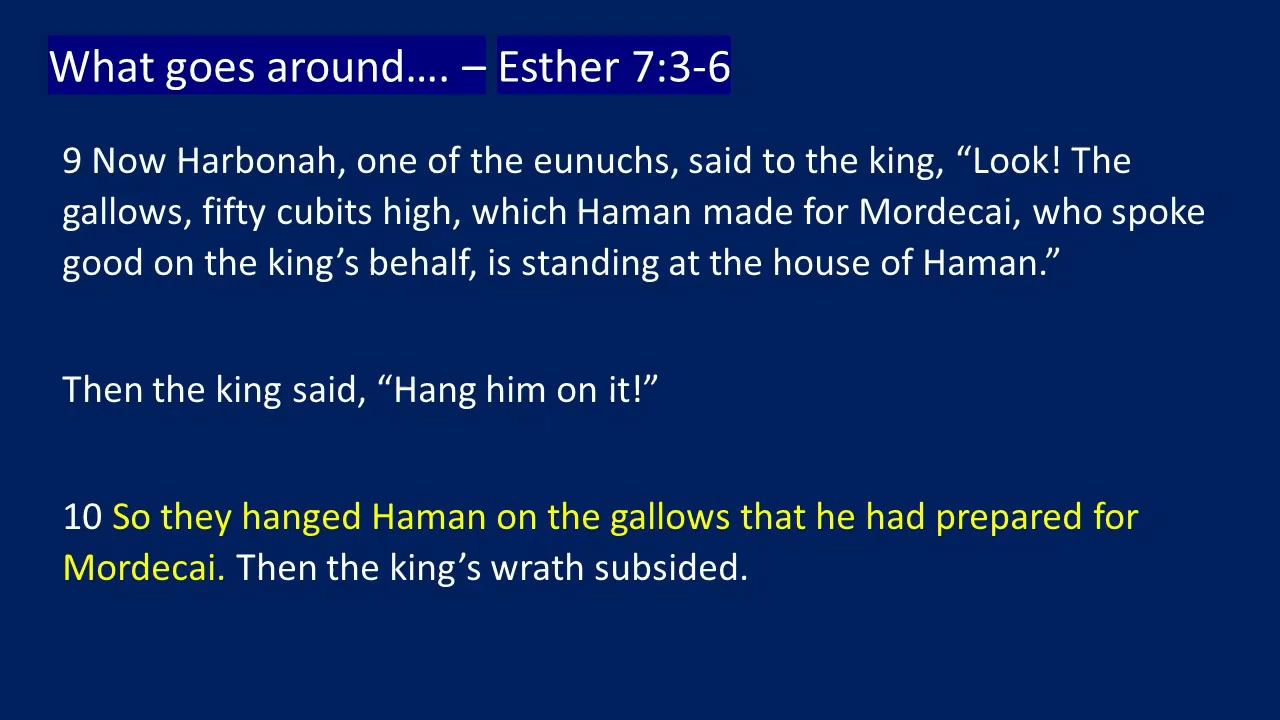 What goes around…. – Esther 7:3-6
9 Now Harbonah, one of the eunuchs, said to the king, “Look! The
gallows, fifty cubits high, which Haman made for Mordecai, who spoke
good on the king’s behalf, is standing at the house of Haman.”
Then the king said, “Hang him on it!”
10 So they hanged Haman on the gallows that he had prepared for
Mordecai. Then the king’s wrath subsided.